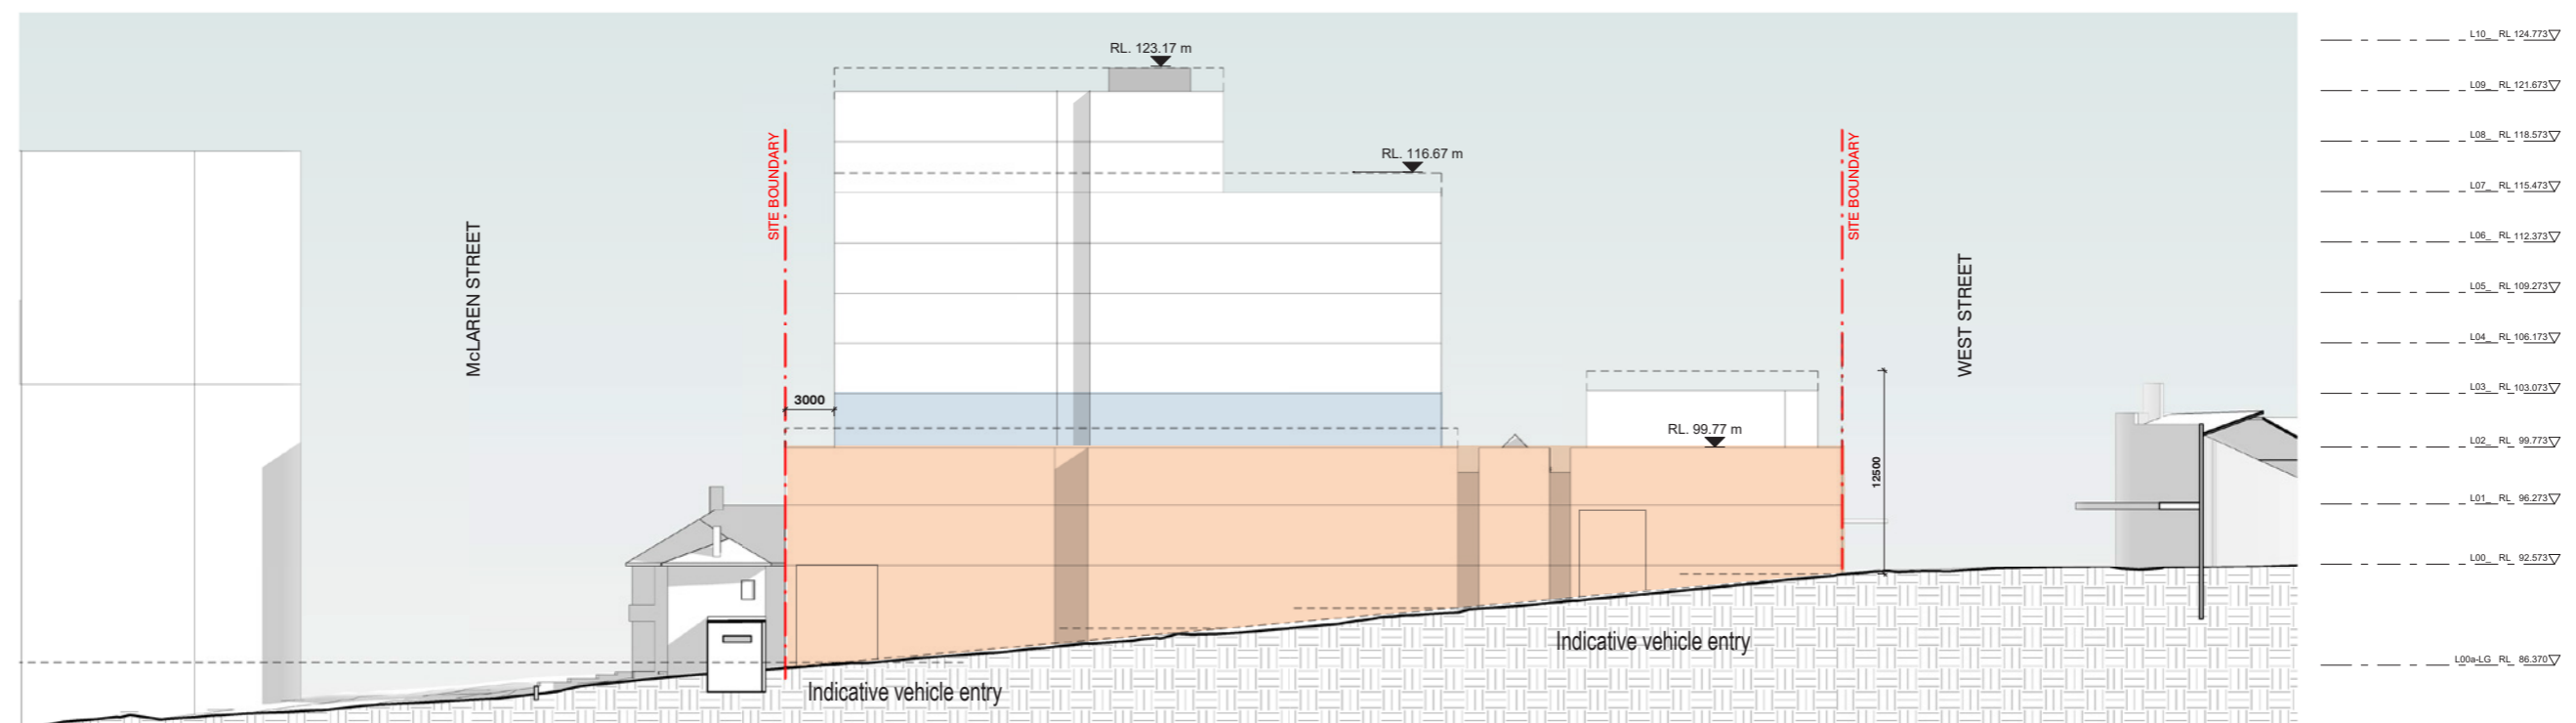 RL. 123.17 m
RL. 116.67 m
SITE BOUNDARY
SITE BOUNDARY
McLAREN STREET
WEST STREET
3000
RL. 99.77 m
12500
Indicative vehicle entry
Indicative vehicle entry
L10_ RL 124.773
L09_ RL 121.673
L08_ RL 118.573
L07_ RL 115.473
L06_ RL 112.373
L05_ RL 109.273
L04_ RL 106.173
L03_ RL 103.073
L02_ RL 99.773
L01_ RL 96.273
L00_ RL 92.573
L00a-LG RL 86.370